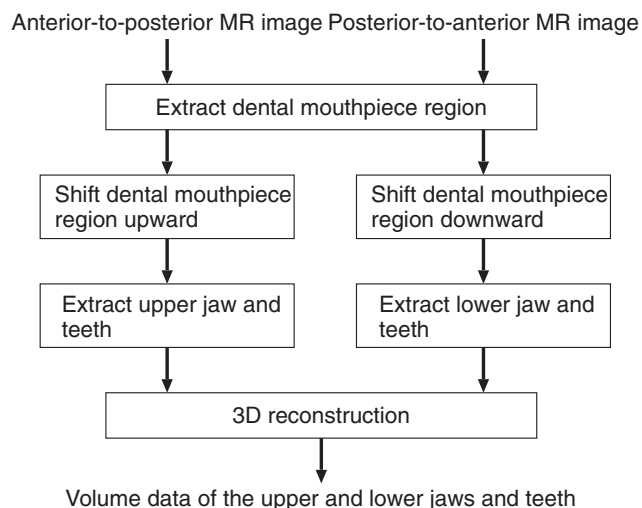 Anterior-to-posterior MR image Posterior-to-anterior MR image
Extract dental mouthpiece region
Shift dental mouthpiece
region upward
Shift dental mouthpiece
region downward
Extract upper jaw and
teeth
Extract lower jaw and
teeth
3D reconstruction
Volume data of the upper and lower jaws and teeth